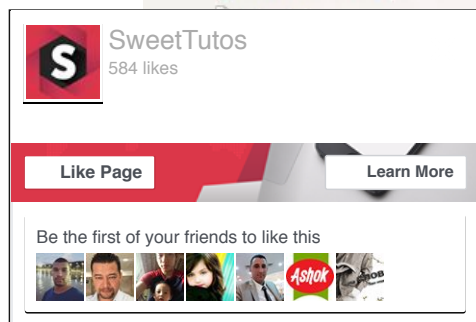 S
SweetTutos
584 likes
Like Page
Learn More
Be the first of your friends to like this
Ashok